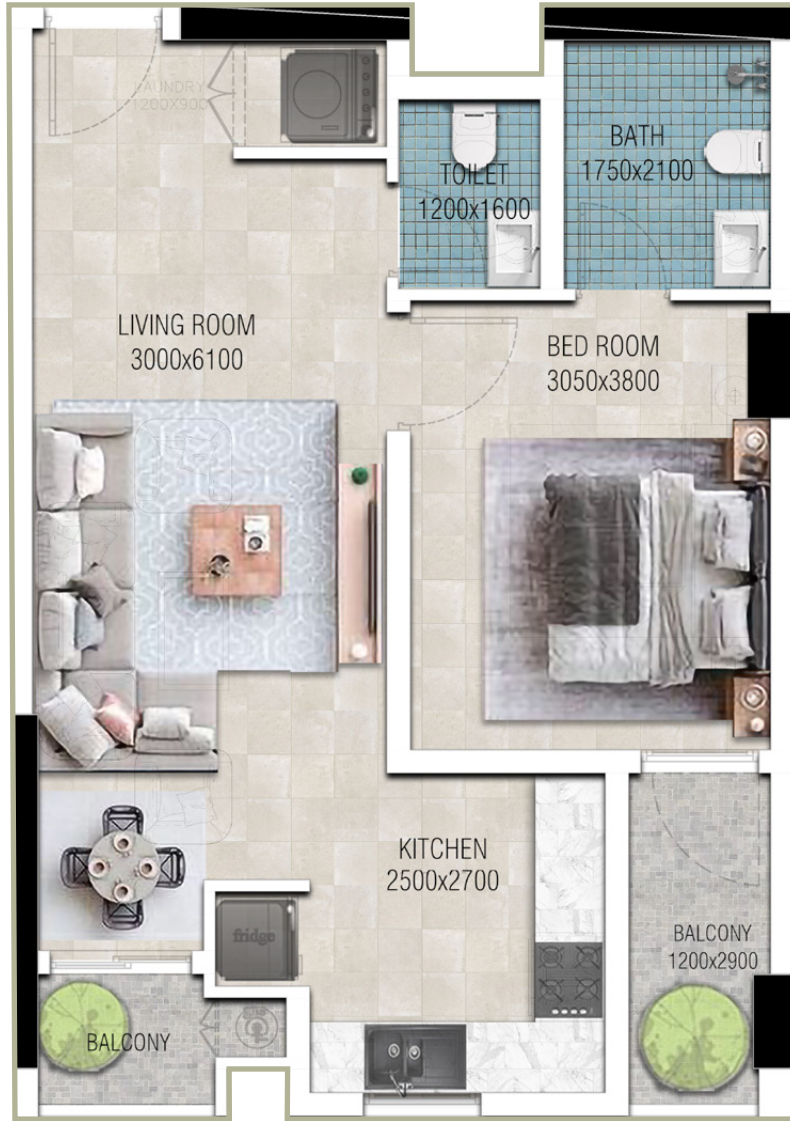 LAUNDRY
1200X900
BATH
1750x2100
TOILET
1200x1600
LIVING ROOM
3000x6100
BED ROOM
3050x3800
KITCHEN
2500x2700
fridge
BALCONY
1200x2900
BALCONY